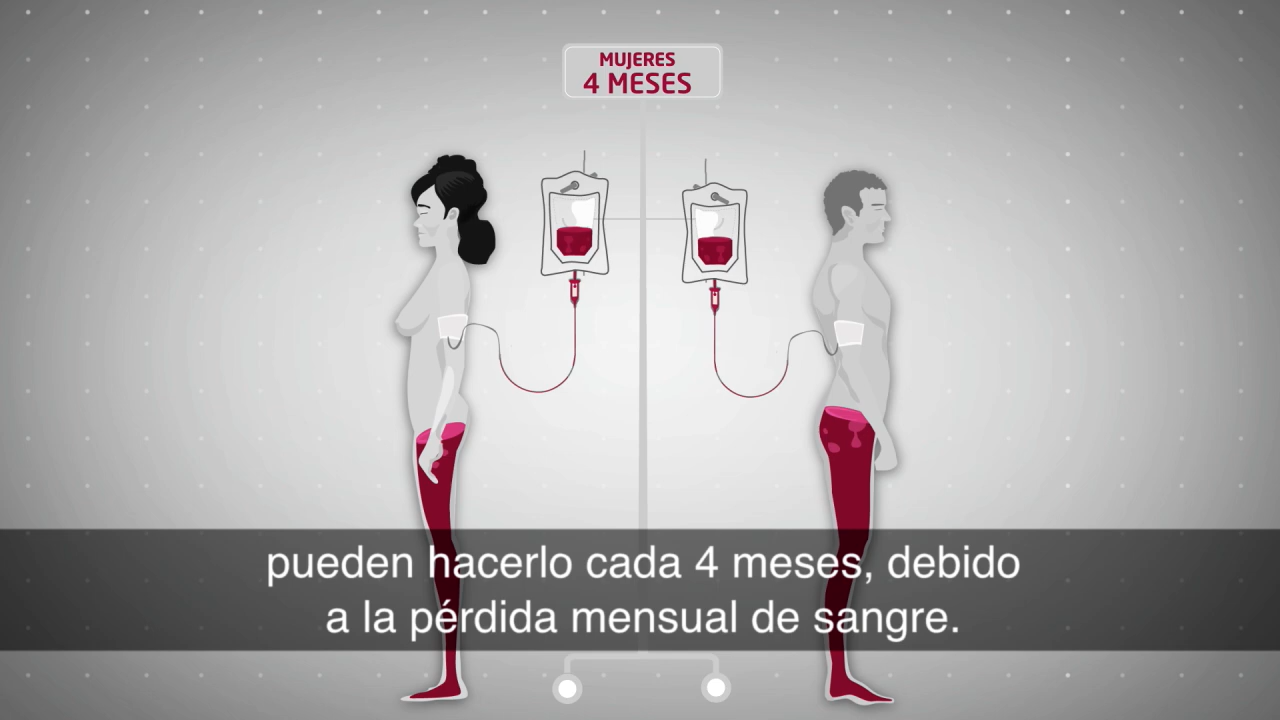 MUJERES
4 MESES
pueden hacerlo cada 4 meses, debido
a la pérdida mensual de sangre.